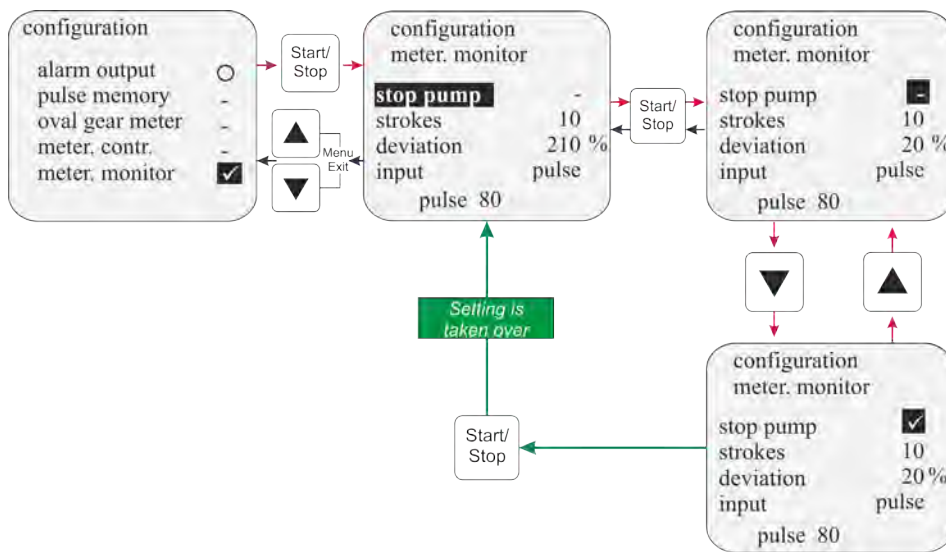 configuration
alarm output
pulse memory -
oval gear meter -
meter. contr. -
meter. monitor ✓
Start/
Stop
Menu
Exit
configuration
meter. monitor
stop pump -
strokes 10
deviation 210 %
input pulse
pulse 80
Start/
Stop
configuration
meter. monitor
stop pump -
strokes 10
deviation 20 %
input pulse
pulse 80
Setting is
taken over
Start/
Stop
configuration
meter. monitor
stop pump ✓
strokes 10
deviation 20 %
input pulse
pulse 80